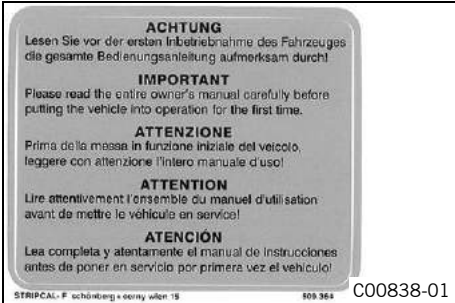 ACHTUNG
Lesen Sie vor der ersten Inbetriebnahme des Fahrzeuges
die gesamte Bedienungsanleitung aufmerksam durch!
IMPORTANT
Please read the entire owner's manual carefully before
putting the vehicle into operation for the first time.
ATTENZIONE
Prima della messa in funzione iniziale del veicolo,
leggere con attenzione l'intero manuale d'uso!
ATTENTION
Lire attentivement l'ensemble du manuel d'utilisation
avant de mettre le véhicule en service!
ATENCIÓN
Lea completa y atentamente el manual de instrucciones
antes de poner en servicio por primera vez el vehiculo!
STRIPCAL- F schönberg + cerny wien 15 509.364
C00838-01